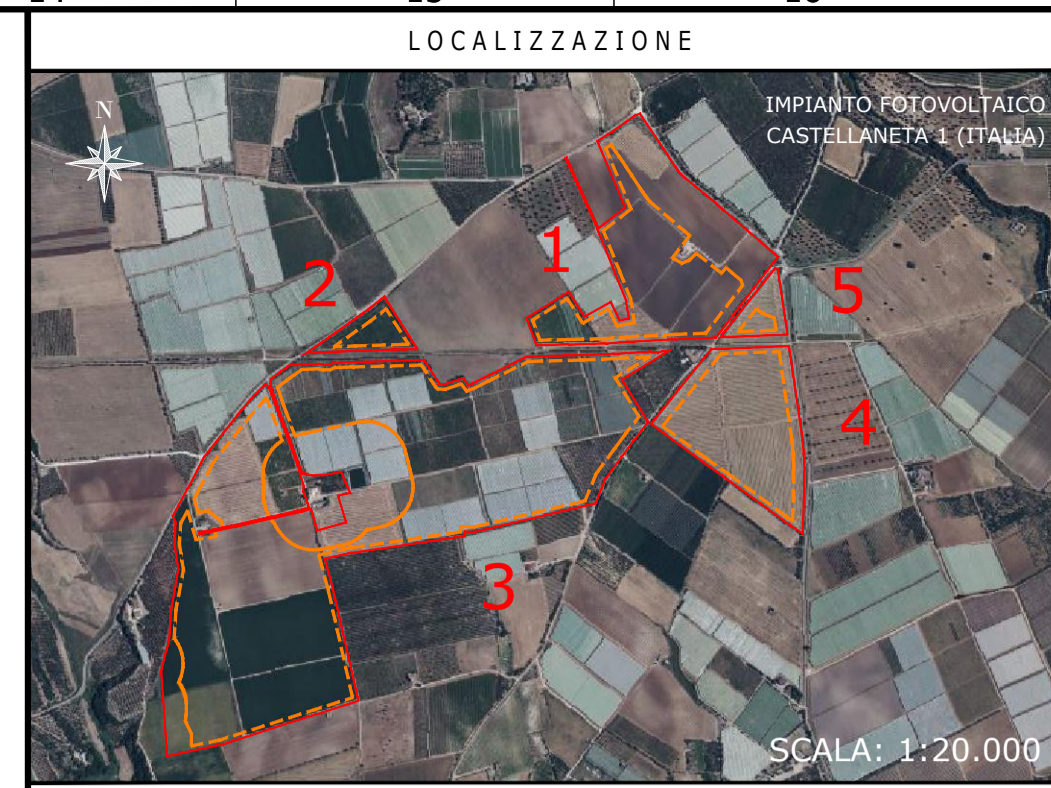 LOCALIZZAZIONE
N
IMPIANTO FOTOVOLTAICO
CASTELLANETA 1 (ITALIA)
1
2
5
4
3
SCALA: 1:20.000